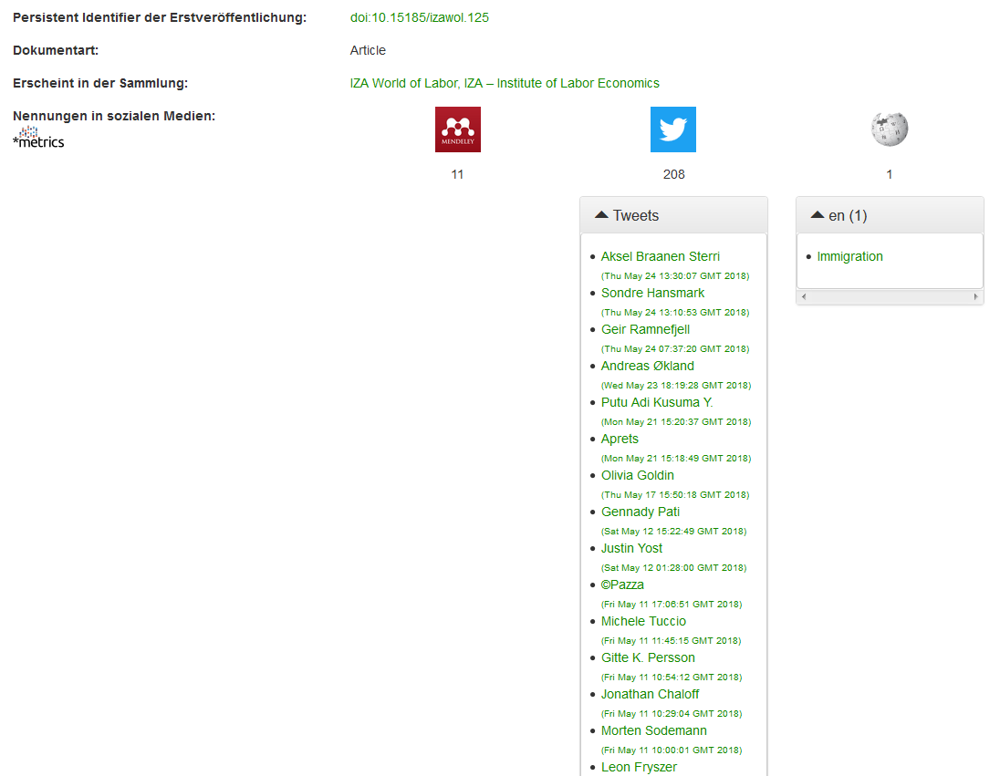 Persistent Identifier der Erstveröffentlichung: doi:10.15185/izawol.125
Dokumentart: Article
Erscheint in der Sammlung: IZA World of Labor, IZA – Institute of Labor Economics
Nennungen in sozialen Medien:
*metrics
MENDELEY
11 208 1
Tweets
Aksel Braanen Sterri
(Thu May 24 13:30:07 GMT 2018)
Sondre Hansmark
(Thu May 24 13:10:53 GMT 2018)
Geir Ramnefjell
(Thu May 24 07:37:20 GMT 2018)
Andreas Økland
(Wed May 23 18:19:28 GMT 2018)
Putu Adi Kusuma Y.
(Mon May 21 15:20:37 GMT 2018)
Aprets
(Mon May 21 15:18:49 GMT 2018)
Olivia Goldin
(Thu May 17 15:50:18 GMT 2018)
Gennady Pati
(Sat May 12 15:22:49 GMT 2018)
Justin Yost
(Sat May 12 01:28:00 GMT 2018)
©Pazza
(Fri May 11 17:06:51 GMT 2018)
Michele Tuccio
(Fri May 11 11:45:15 GMT 2018)
Gitte K. Persson
(Fri May 11 10:54:12 GMT 2018)
Jonathan Chaloff
(Fri May 11 10:29:04 GMT 2018)
Morten Sodemann
(Fri May 11 10:00:01 GMT 2018)
Leon Fryszer
en (1)
Immigration